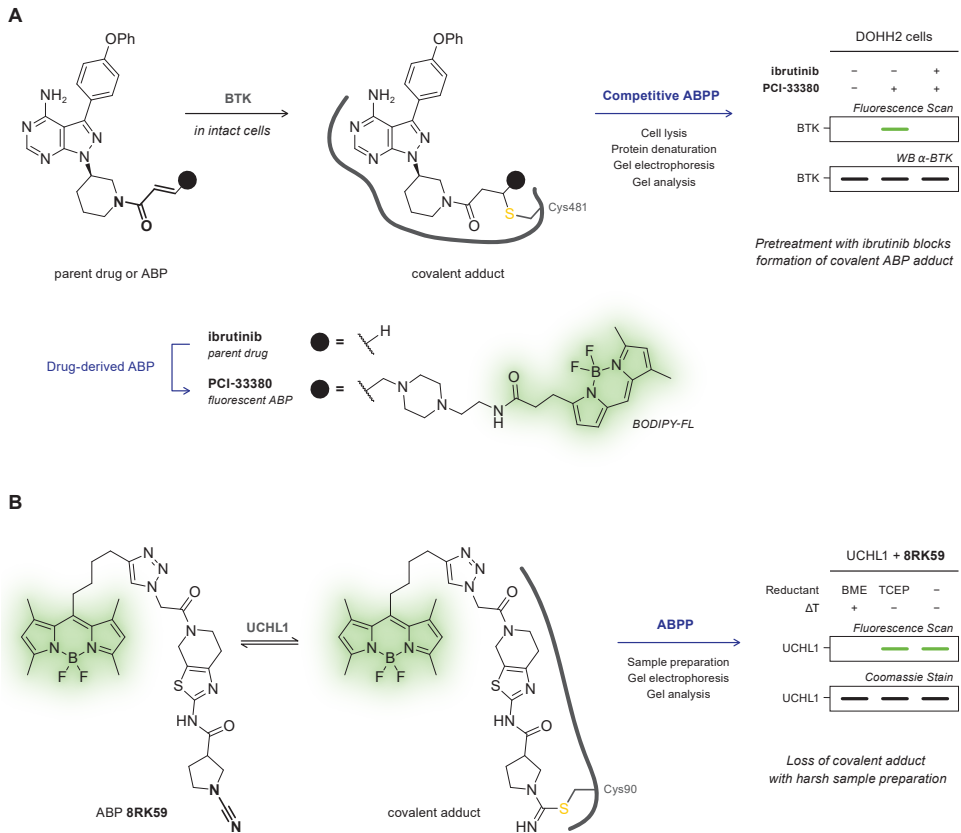 A
OPh
NH2
N
N
N
N
N
O
parent drug or ABP
BTK
in intact cells
OPh
NH2
N
N
N
N
N
O
S
Cys481
covalent adduct
Competitive ABPP
Cell lysis
Protein denaturation
Gel electrophoresis
Gel analysis
DOHH2 cells
ibrutinib – – +
PCI-33380 – + +
Fluorescence Scan
BTK
WB α-BTK
BTK
Pretreatment with ibrutinib blocks
formation of covalent ABP adduct
Drug-derived ABP
ibrutinib
parent drug
= H
PCI-33380
fluorescent ABP
=
N
N
N
H
O
F
F
B
N
N
BODIPY-FL
B
N
N
N
O
N
N B N
F F
S
N
HN
O
N
N
ABP 8RK59
UCHL1
N
N
N
O
N
N B N
F F
S
N
HN
O
N
S
NH
Cys90
covalent adduct
ABPP
Sample preparation
Gel electrophoresis
Gel analysis
UCHL1 + 8RK59
Reductant BME TCEP –
ΔT + – –
Fluorescence Scan
UCHL1
Coomassie Stain
UCHL1
Loss of covalent adduct
with harsh sample preparation